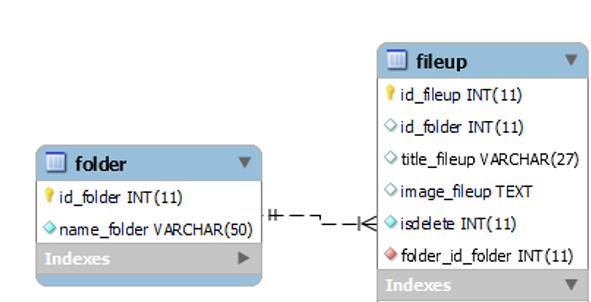 folder
id_folder INT(11)
name_folder VARCHAR(50)
Indexes
fileup
id_fileup INT(11)
id_folder INT(11)
title_fileup VARCHAR(27)
image_fileup TEXT
isdelete INT(11)
folder_id_folder INT(11)
Indexes